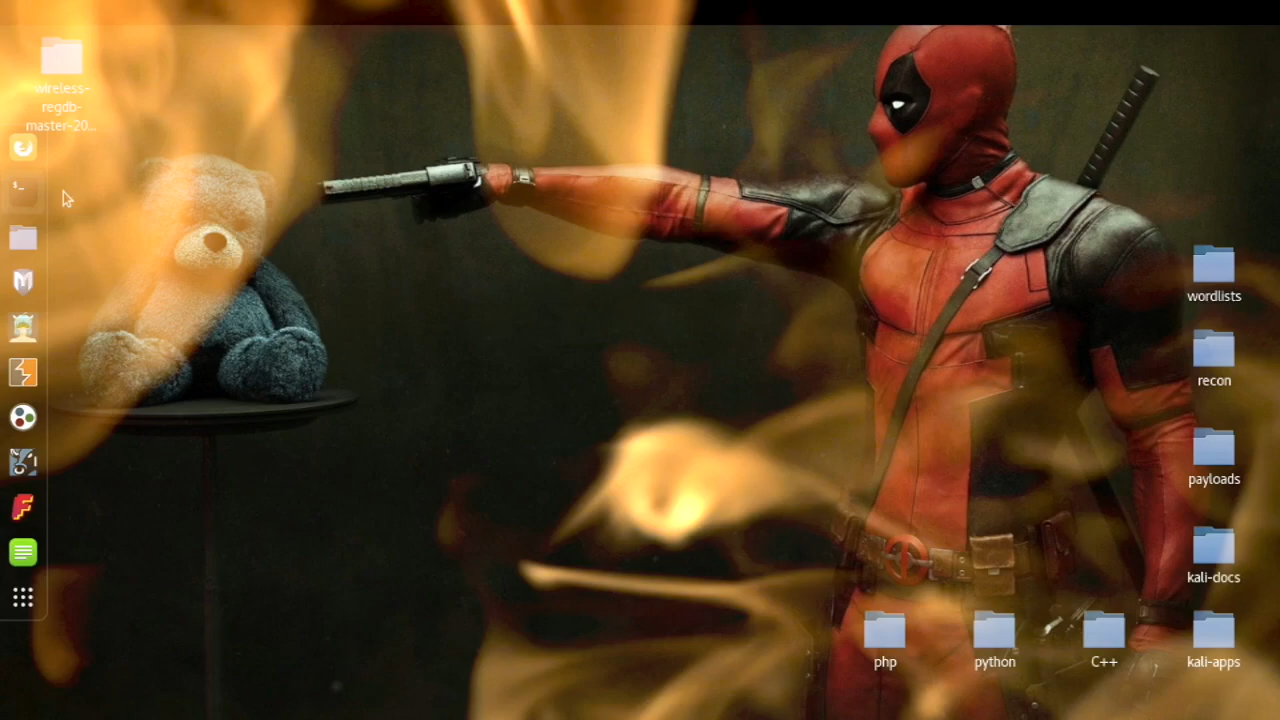 wireless-
regdb-
master-20...
$_
wordlists
recon
payloads
kali-docs
php
python
C++
kali-apps